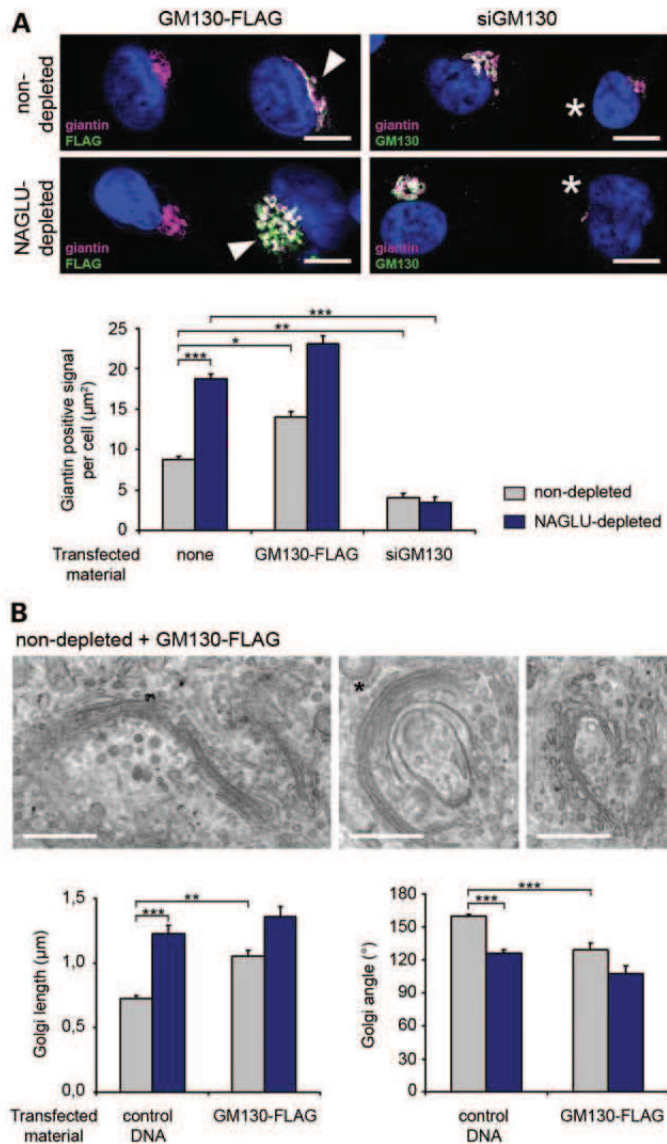 A
GM130-FLAG
siGM130
non-
depleted
giantin
FLAG
*
giantin
GM130
NAGLU-
depleted
giantin
FLAG
*
giantin
GM130
Giantin positive signal
per cell (µm²)
25
20
15
10
5
0
***
**
*
***
non-depleted
NAGLU-depleted
Transfected
material
none
GM130-FLAG
siGM130
B
non-depleted + GM130-FLAG
*
Golgi length (µm)
1,5
1,0
0,5
0,0
**
***
Transfected
material
control
DNA
GM130-FLAG
Golgi angle (°)
180
150
120
90
60
30
0
***
***
control
DNA
GM130-FLAG